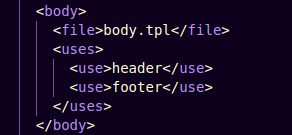 <body>
<file>body.tpl</file>
<uses>
<use>header</use>
<use>footer</use>
</uses>
</body>